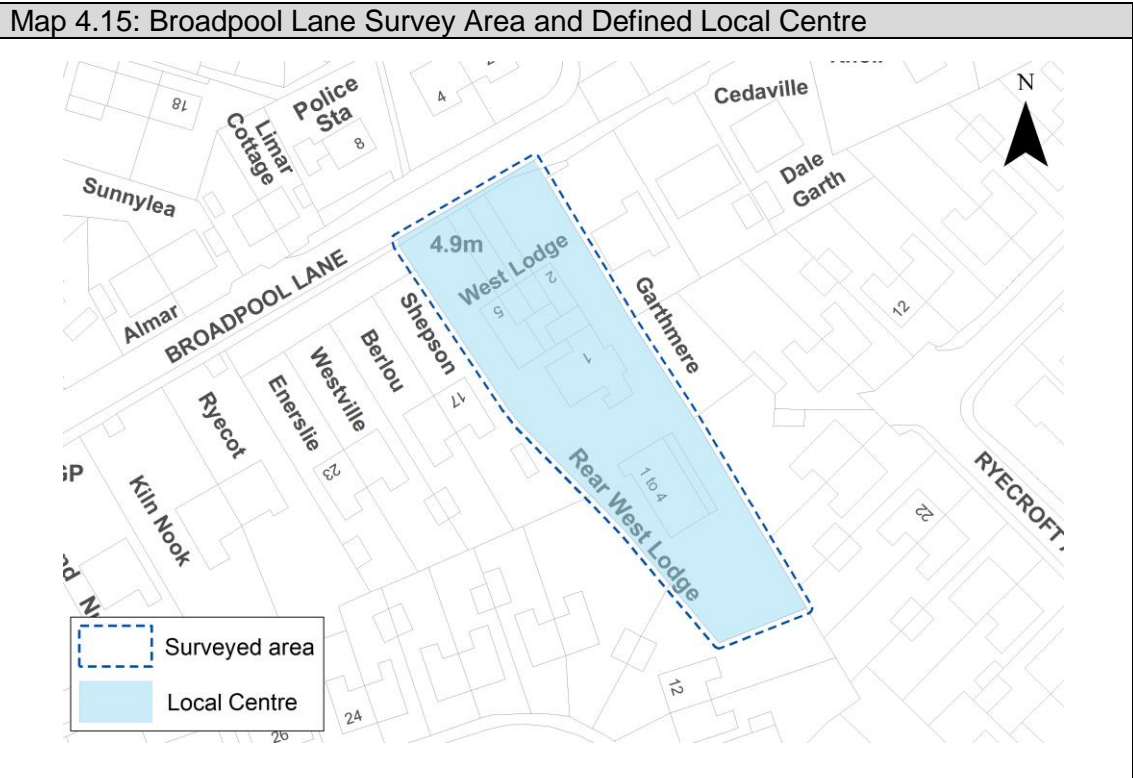 Map 4.15: Broadpool Lane Survey Area and Defined Local Centre
N
18
Limar
Cottage
Police
Sta
8
4
Cedaville
Dale
Garth
Sunnylea
Almar
BROADPOOL LANE
4.9m
West Lodge
2
5
1
Garthmere
12
Shepson
17
Berlou
Westville
Enerslie
23
Ryecot
Kiln Nook
Rear West Lodge
1 to 4
RYECROFT
22
12
24
26
Surveyed area
Local Centre